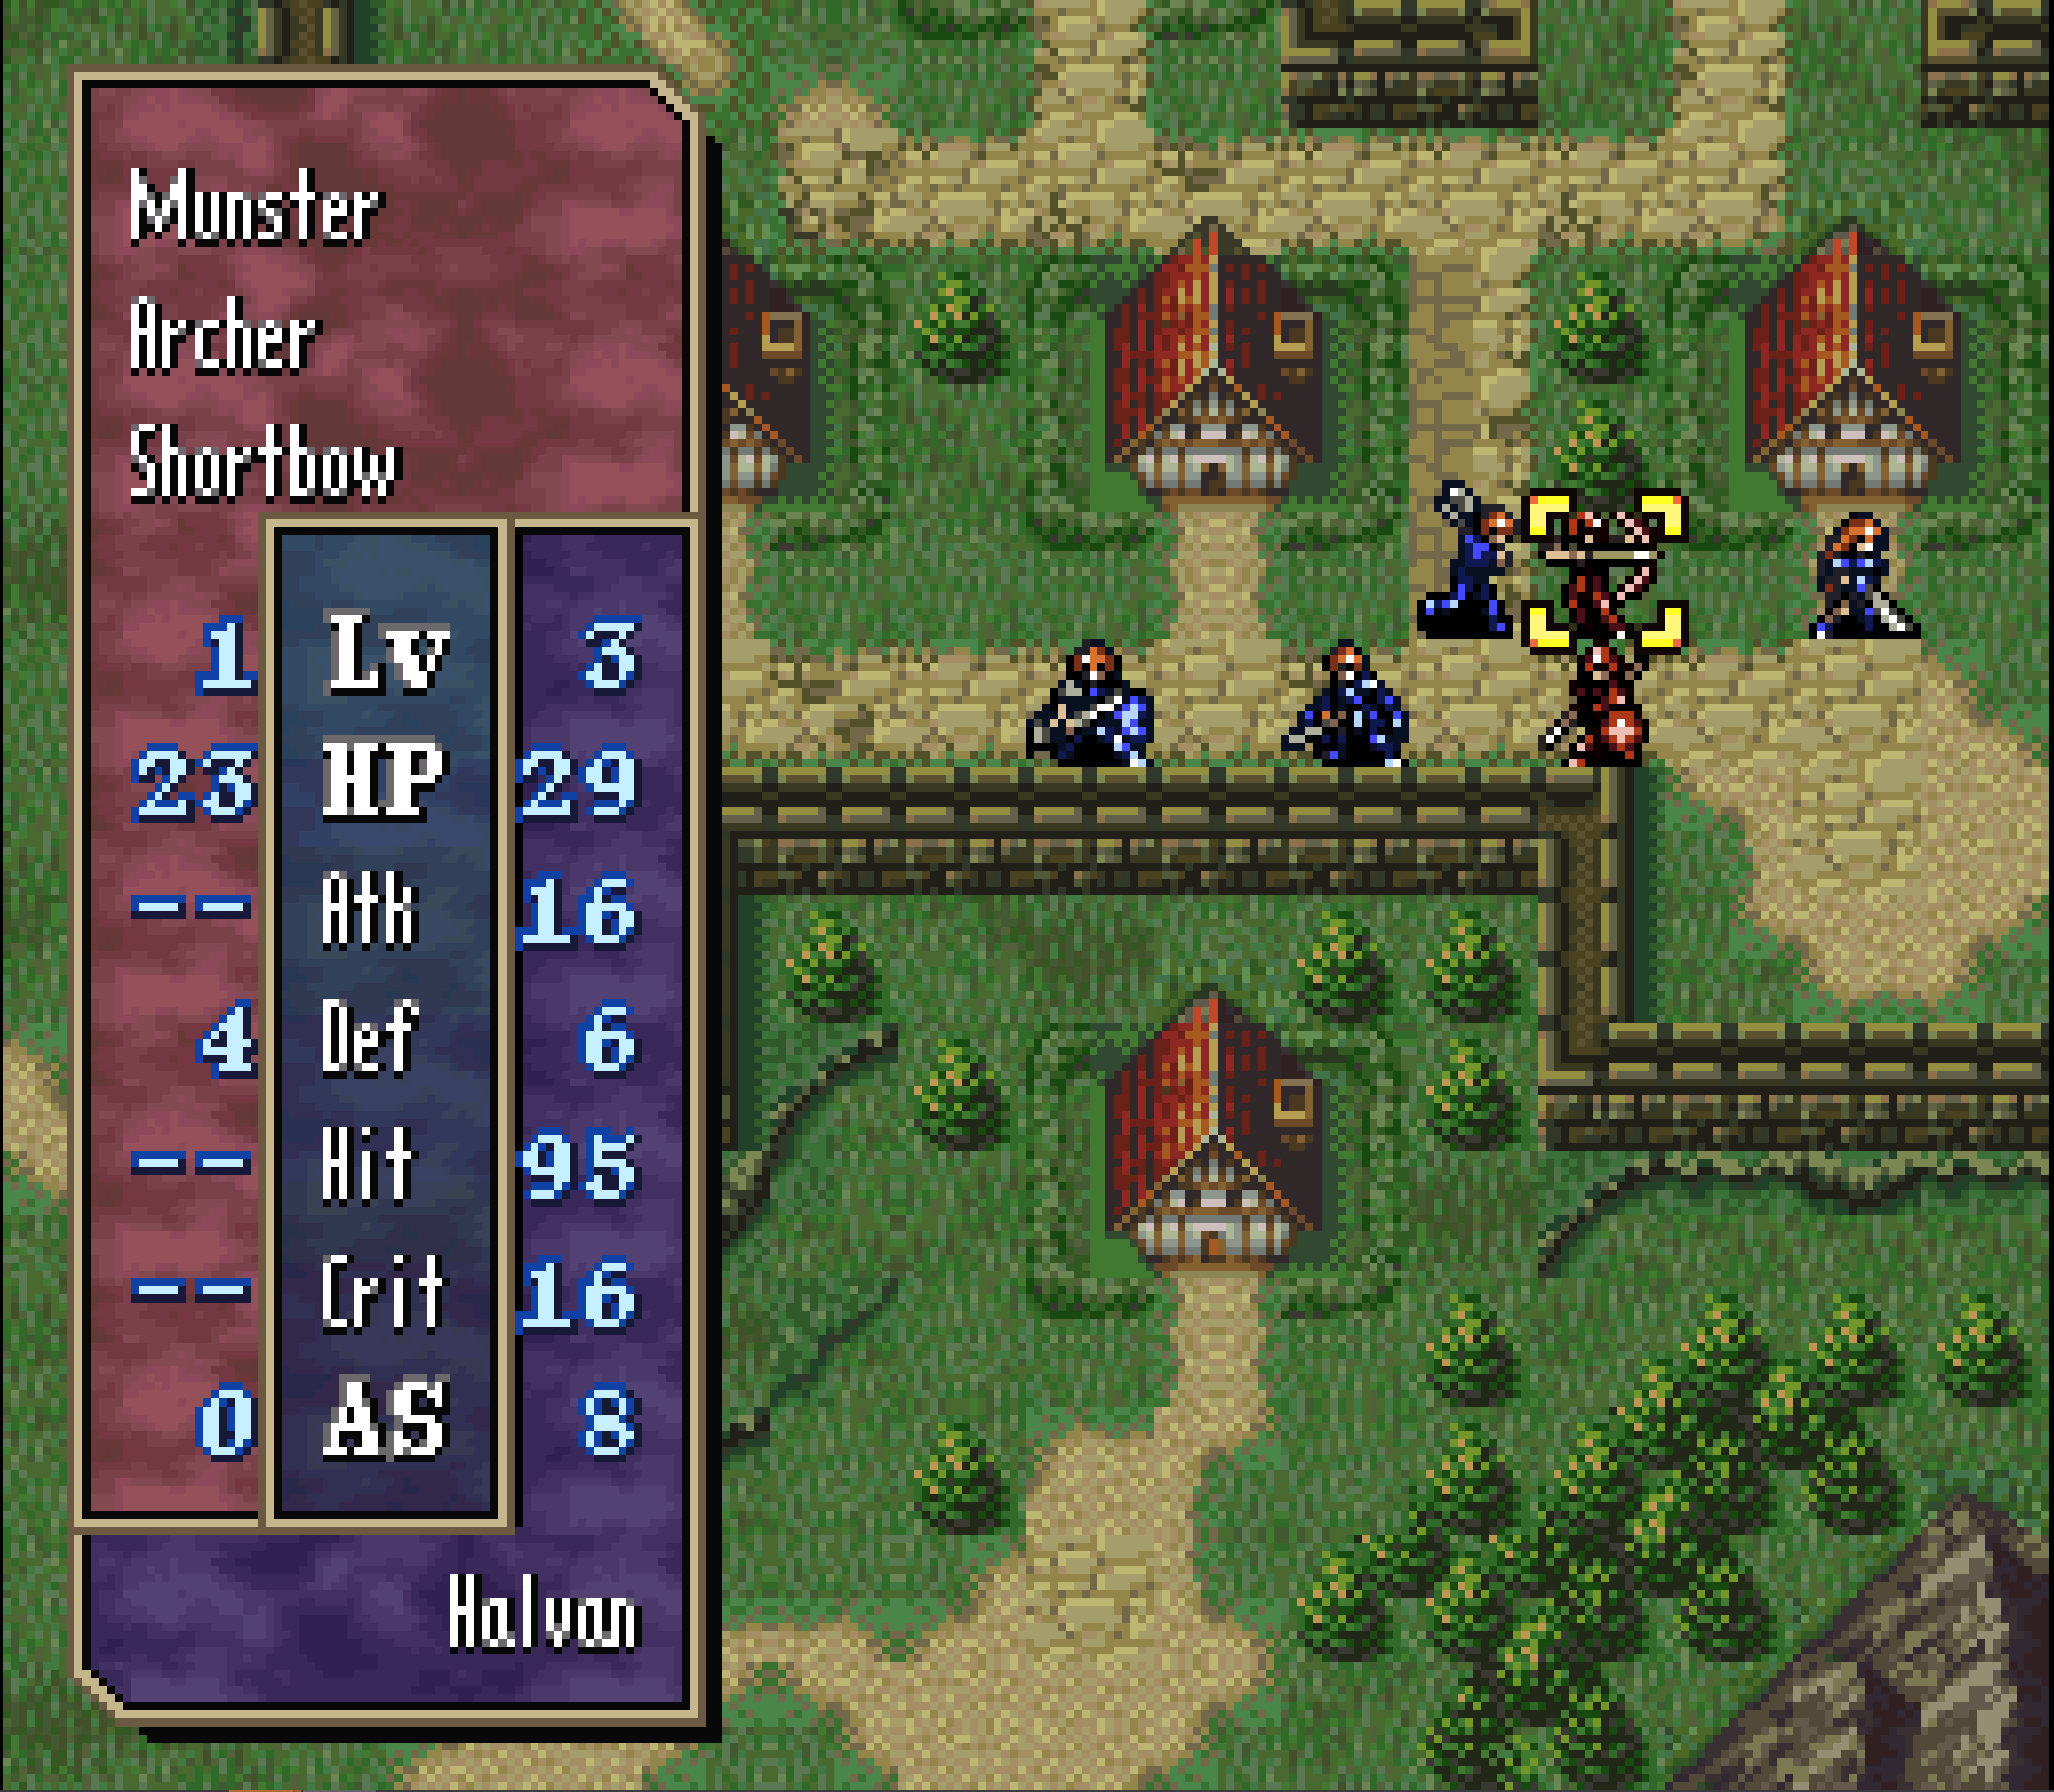 Munster
Archer
Shortbow
1 Lv 3
23 HP 29
-- Atk 16
4 Def 6
-- Hit 95
-- Crit 16
0 AS 8
Halvan